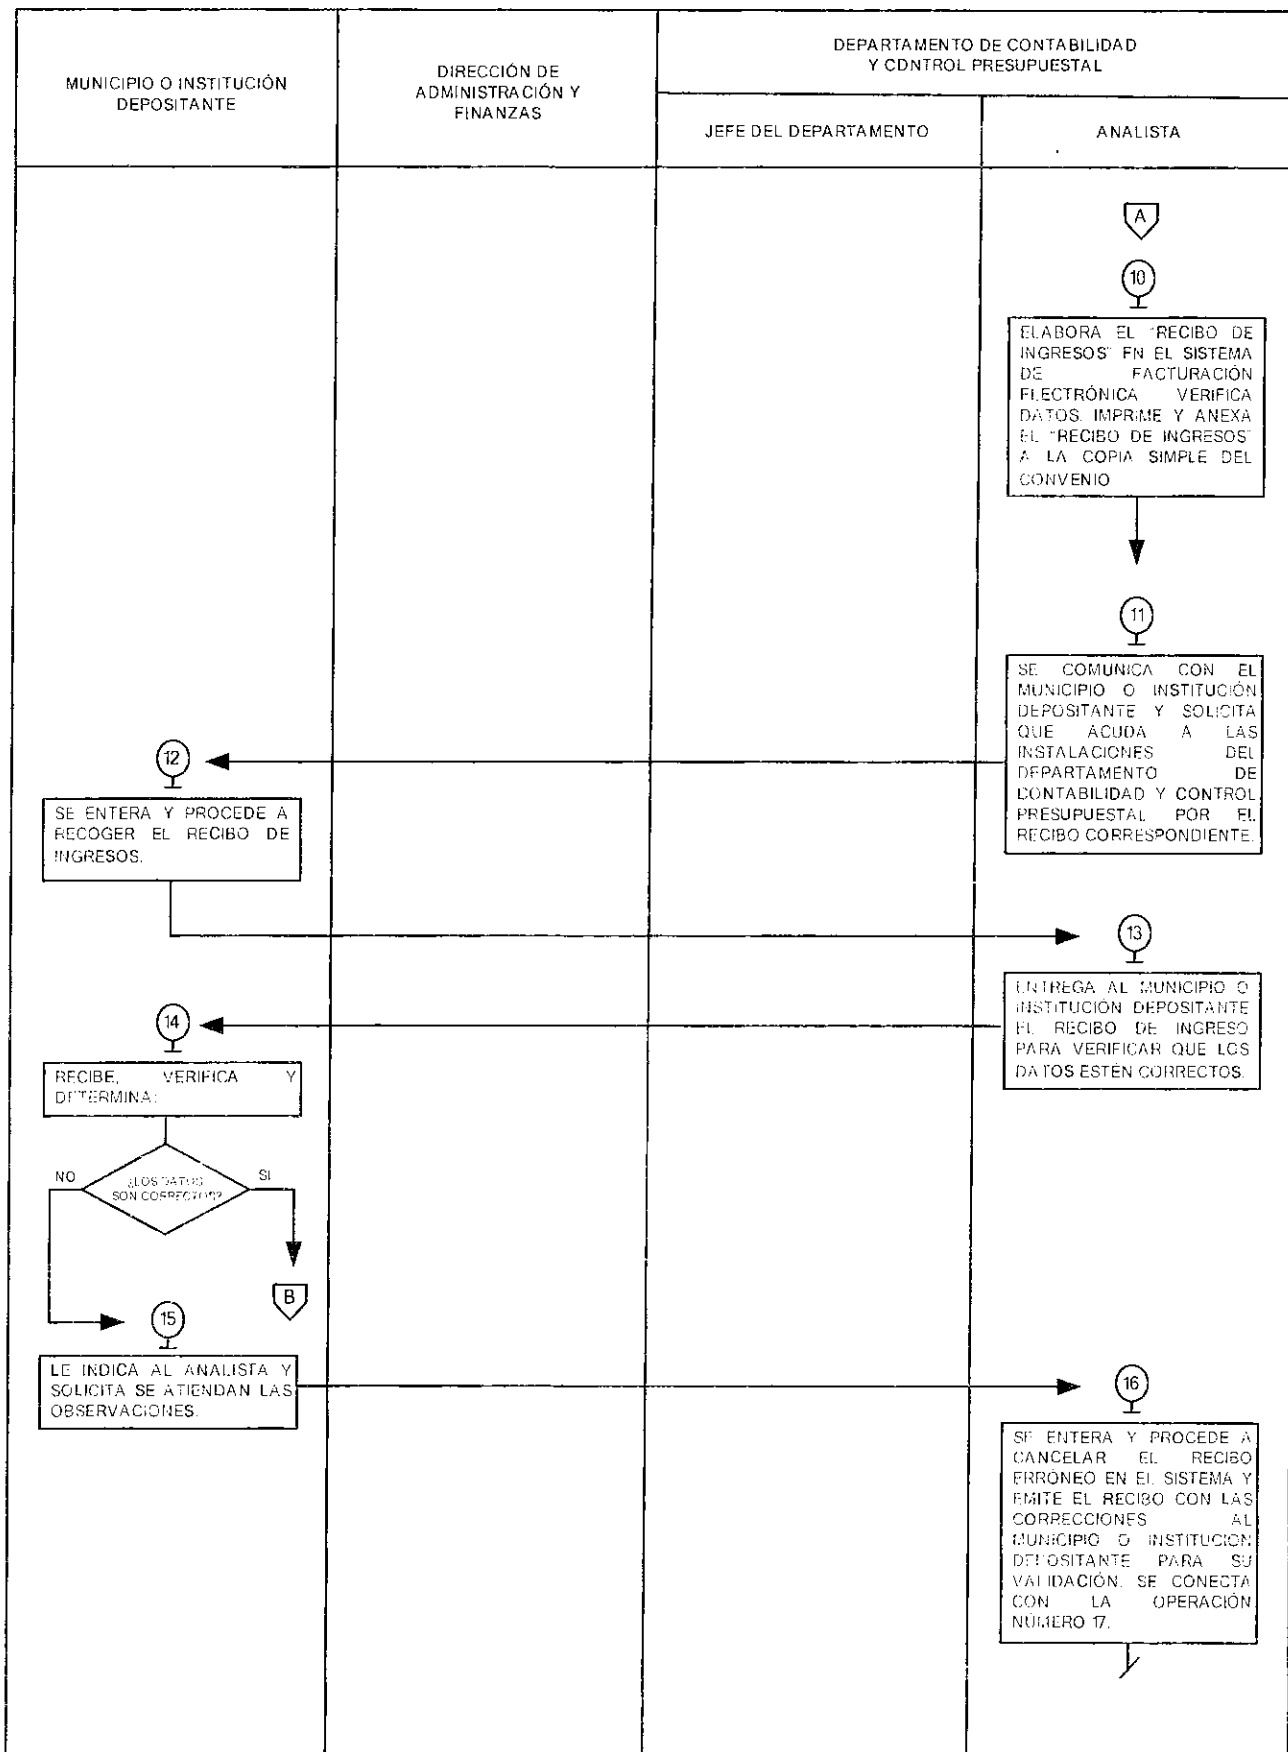 MUNICIPIO O INSTITUCIÓN
DEPOSITANTE
DIRECCIÓN DE
ADMINISTRACIÓN Y
FINANZAS
DEPARTAMENTO DE CONTABILIDAD
Y CONTROL PRESUPUESTAL
JEFE DEL DEPARTAMENTO
ANALISTA
A
10
ELABORA EL "RECIBO DE
INGRESOS" EN EL SISTEMA
DE FACTURACIÓN
ELECTRÓNICA VERIFICA
DATOS, IMPRIME Y ANEXA
EL "RECIBO DE INGRESOS"
A LA COPIA SIMPLE DEL
CONVENIO
11
SE COMUNICA CON EL
MUNICIPIO O INSTITUCIÓN
DEPOSITANTE Y SOLICITA
QUE ACUDA A LAS
INSTALACIONES DEL
DEPARTAMENTO DE
CONTABILIDAD Y CONTROL
PRESUPUESTAL POR EL
RECIBO CORRESPONDIENTE.
12
SE ENTERA Y PROCEDE A
RECOGER EL RECIBO DE
INGRESOS.
13
ENTREGA AL MUNICIPIO O
INSTITUCIÓN DEPOSITANTE
EL RECIBO DE INGRESO
PARA VERIFICAR QUE LOS
DATOS ESTÉN CORRECTOS.
14
RECIBE, VERIFICA Y
DETERMINA:
NO
¿LOS DATOS
SON CORRECTOS?
SI
B
15
LE INDICA AL ANALISTA Y
SOLICITA SE ATIENDAN LAS
OBSERVACIONES.
16
SE ENTERA Y PROCEDE A
CANCELAR EL RECIBO
ERRÓNEO EN EL SISTEMA Y
EMITE EL RECIBO CON LAS
CORRECCIONES AL
MUNICIPIO O INSTITUCIÓN
DEPOSITANTE PARA SU
VALIDACIÓN. SE CONECTA
CON LA OPERACIÓN
NÚMERO 17.